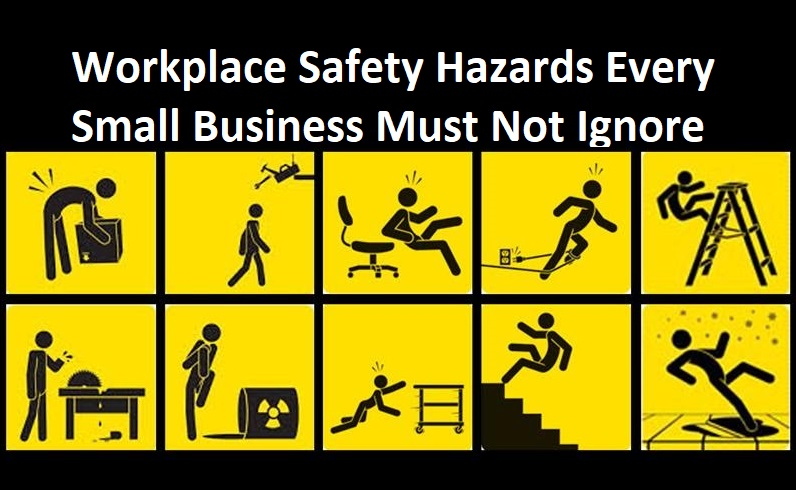 Workplace Safety Hazards Every
Small Business Must Not Ignore